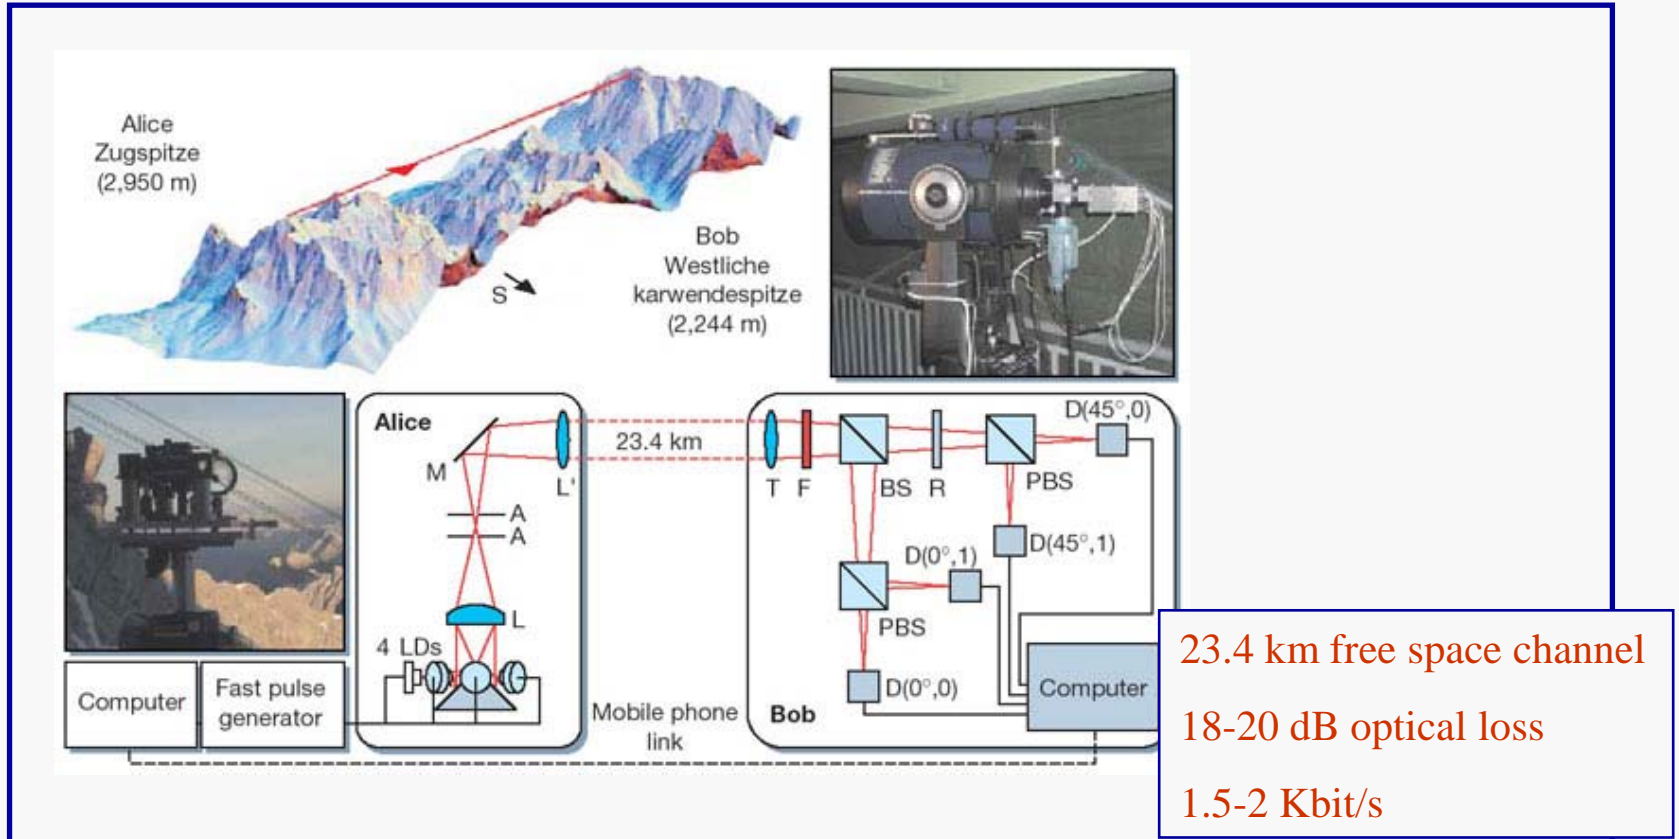 Alice
Zugspitze
(2,950 m)
S
Bob
Westliche
karwendespitze
(2,244 m)
Alice
M
L'
A
A
L
4 LDs
Computer
Fast pulse
generator
23.4 km
Mobile phone
link
Bob
T F BS R PBS
D(45°,0)
D(45°,1)
D(0°,1)
PBS
D(0°,0)
Computer
23.4 km free space channel
18-20 dB optical loss
1.5-2 Kbit/s